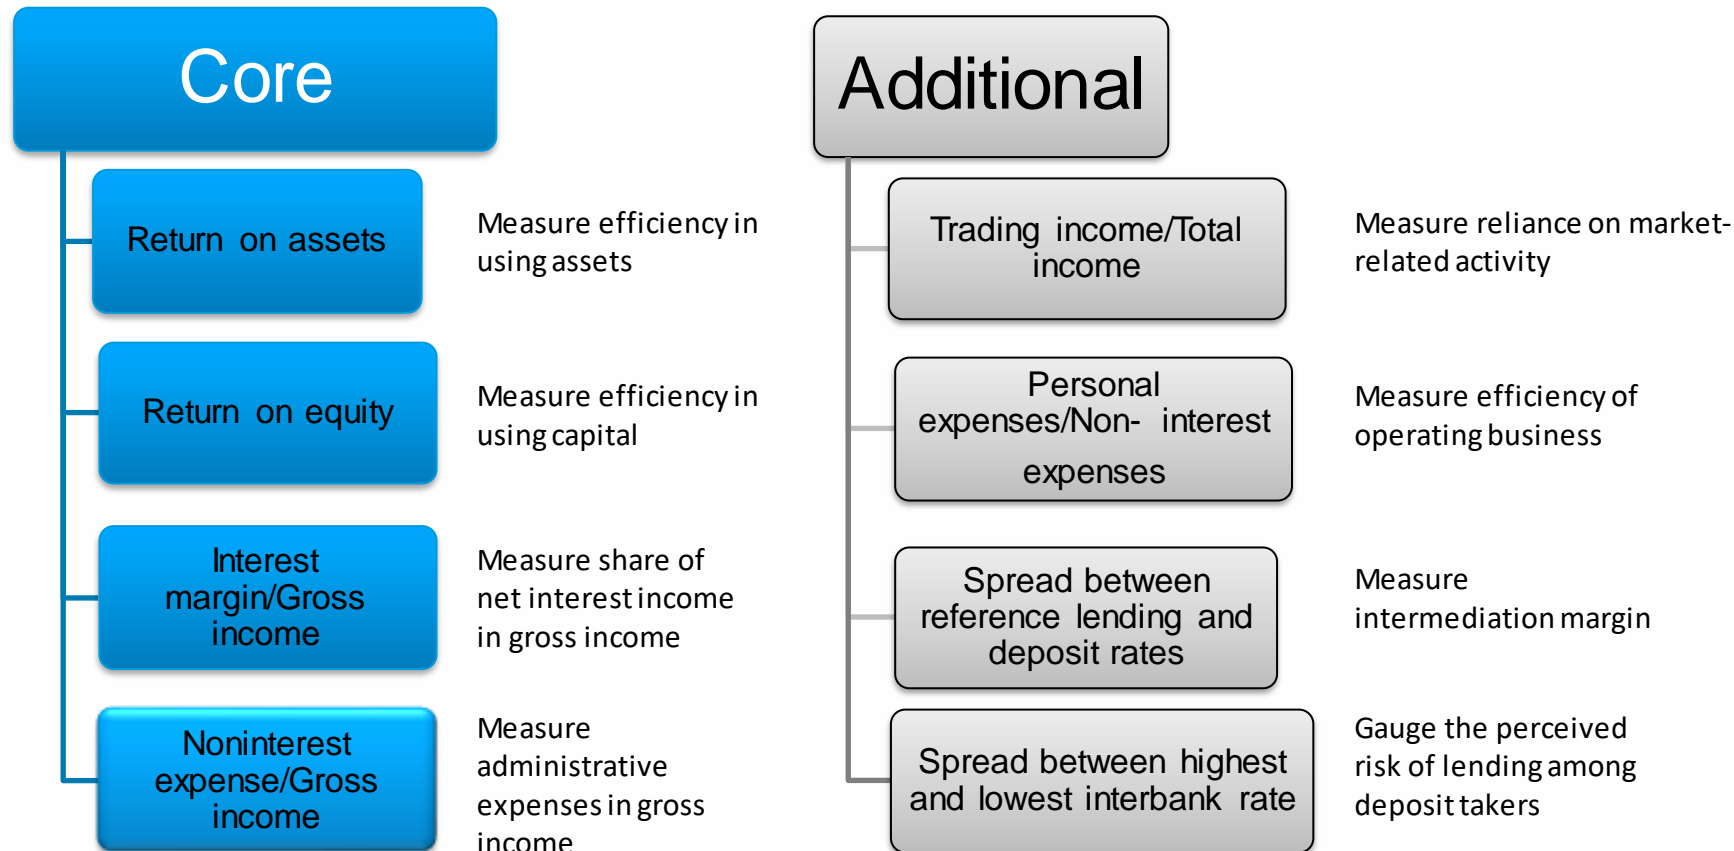 Core
Return on assets
Measure efficiency in
using assets
Return on equity
Measure efficiency in
using capital
Interest
margin/Gross
income
Measure share of
net interest income
in gross income
Noninterest
expense/Gross
income
Measure
administrative
expenses in gross
income
Additional
Trading income/Total
income
Measure reliance on market-
related activity
Personal
expenses/Non- interest
expenses
Measure efficiency of
operating business
Spread between
reference lending and
deposit rates
Measure
intermediation margin
Spread between highest
and lowest interbank rate
Gauge the perceived
risk of lending among
deposit takers